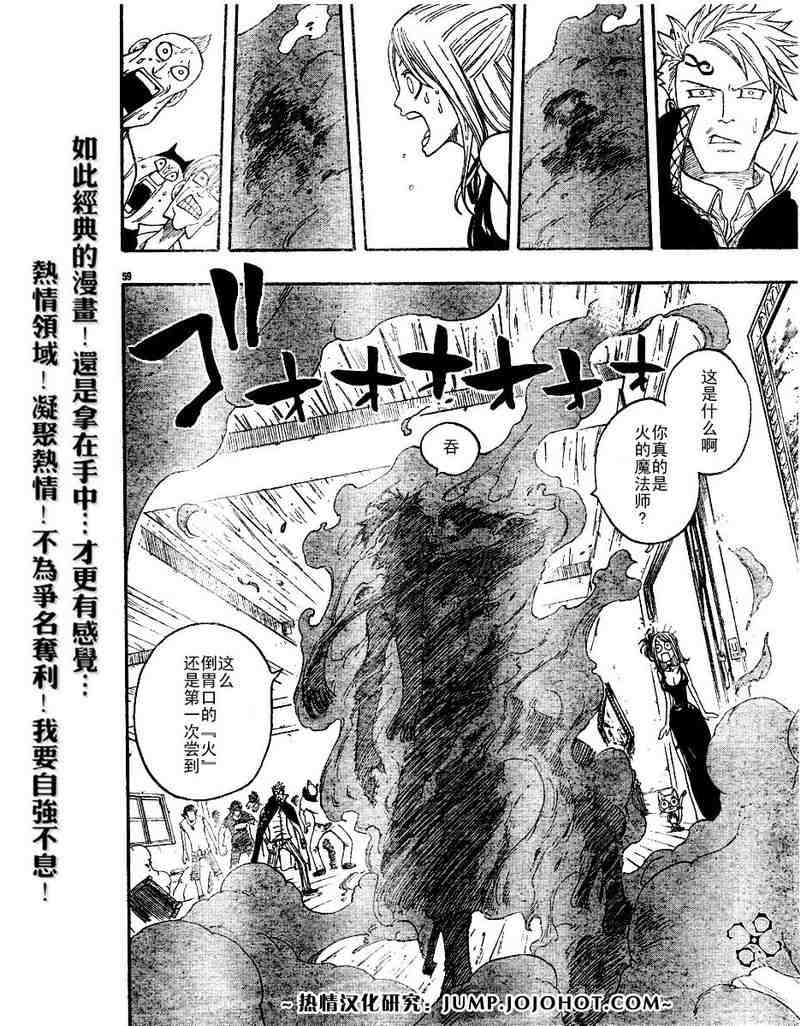 59
ゴオオオオオオオ
这是什么啊
你真的是
火的魔法师？
吞
这么
倒胃口的『火』
还是第一次尝到
如此經典的漫畫！還是拿在手中…才更有感覺…
熱情領域！凝聚熱情！不為爭名奪利！我要自強不息！
~热情汉化研究：JUMP.JOJOHOT.COM~